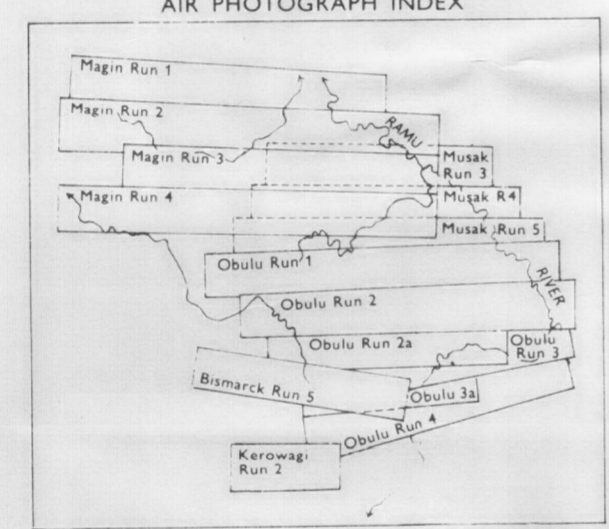 AIR PHOTOGRAPH INDEX
Magin Run 1
Magin Run 2
RAMU
Magin Run 3
Musak
Run 3
Magin Run 4
Musak R4
Musak Run 5
Obulu Run 1
RIVER
Obulu Run 2
Obulu Run 2a
Obulu
Run 3
Bismarck Run 5
Obulu 3a
Obulu Run 4
Kerowagi
Run 2